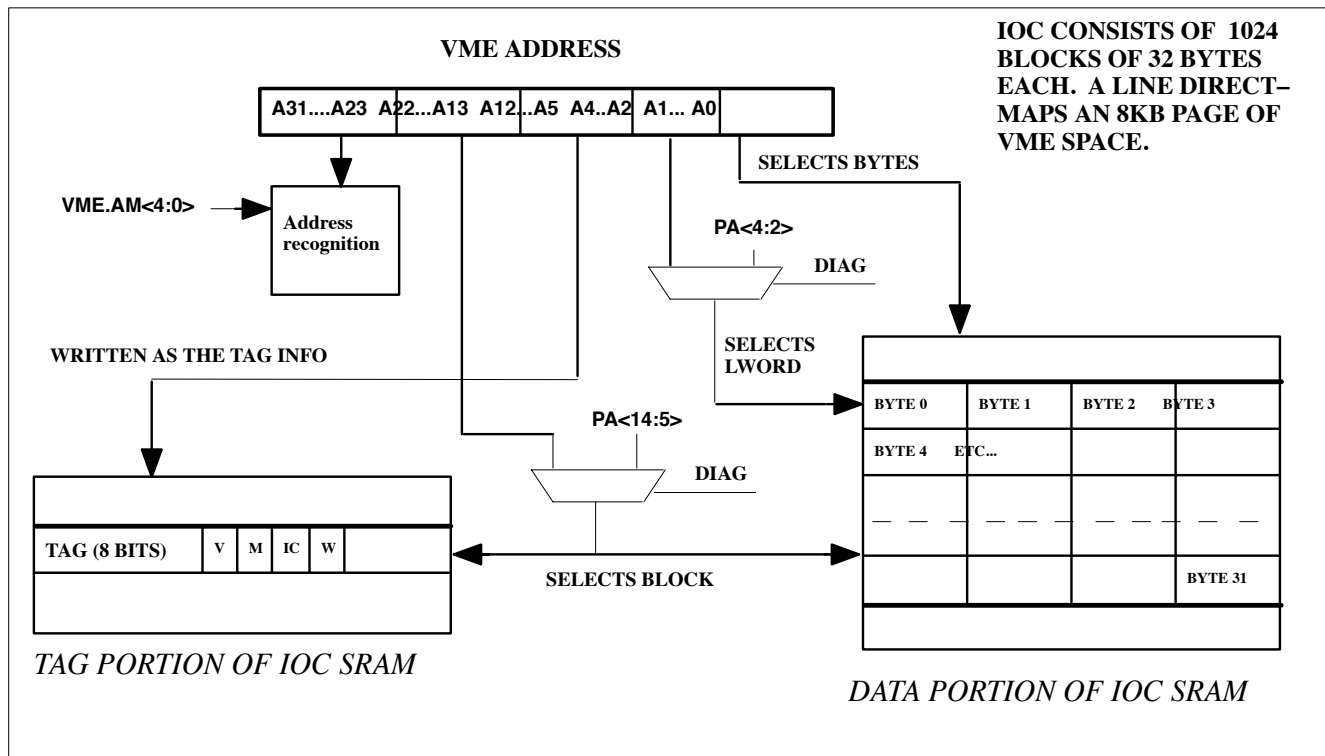 VME ADDRESS
IOC CONSISTS OF 1024
BLOCKS OF 32 BYTES
EACH. A LINE DIRECT–
MAPS AN 8KB PAGE OF
VME SPACE.
A31....A23 A22...A13 A12...A5 A4..A2 A1... A0
SELECTS BYTES
VME.AM<4:0>
Address
recognition
PA<4:2>
DIAG
SELECTS
LWORD
WRITTEN AS THE TAG INFO
PA<14:5>
DIAG
BYTE 0 BYTE 1 BYTE 2 BYTE 3
BYTE 4 ETC...
BYTE 31
TAG (8 BITS) V M IC W
SELECTS BLOCK
TAG PORTION OF IOC SRAM
DATA PORTION OF IOC SRAM